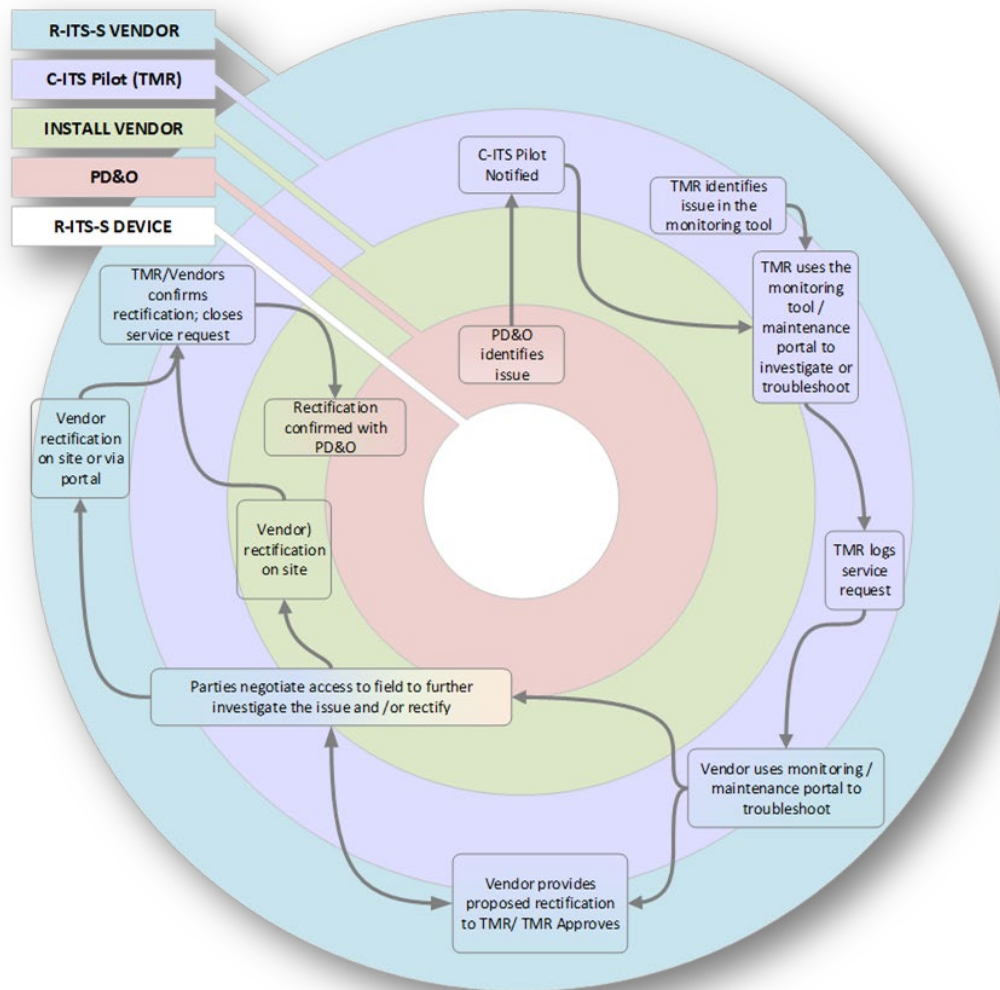 R-ITS-S VENDOR
C-ITS Pilot (TMR)
INSTALL VENDOR
PD&O
R-ITS-S DEVICE
C-ITS Pilot
Notified
TMR identifies
issue in the
monitoring tool
TMR uses the
monitoring
tool /
maintenance
portal to
investigate or
troubleshoot
PD&O
identifies
issue
TMR/Vendors
confirms
rectification; closes
service request
Rectification
confirmed with
PD&O
Vendor
rectification
on site or via
portal
Vendor)
rectification
on site
TMR logs
service
request
Parties negotiate access to field to further
investigate the issue and /or rectify
Vendor uses monitoring /
maintenance portal to
troubleshoot
Vendor provides
proposed rectification
to TMR/ TMR Approves